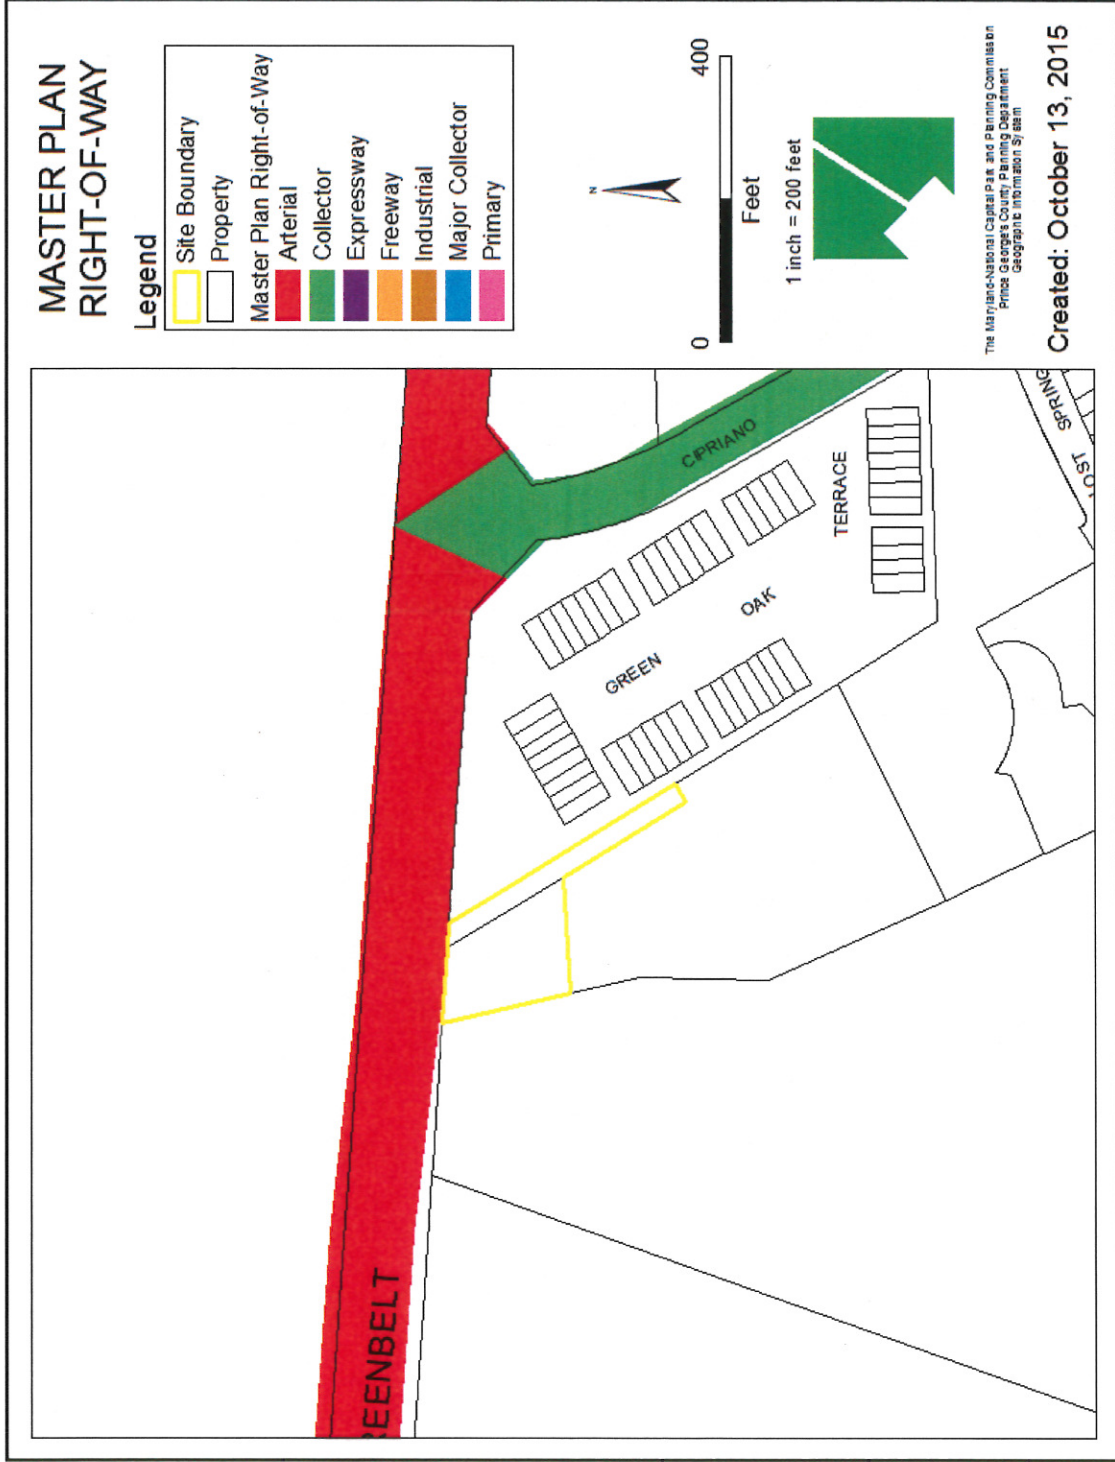 MASTER PLAN
RIGHT-OF-WAY
Legend
Site Boundary
Property
Master Plan Right-of-Way
Arterial
Collector
Expressway
Freeway
Industrial
Major Collector
Primary
N
0
400
Feet
1 inch = 200 feet
The Maryland-National Capital Park and Planning Commission
Prince George's County Planning Department
Geographic Information System
Created: October 13, 2015
REENBELT
CIPRIANO
GREEN
OAK
TERRACE
LOST SPRING